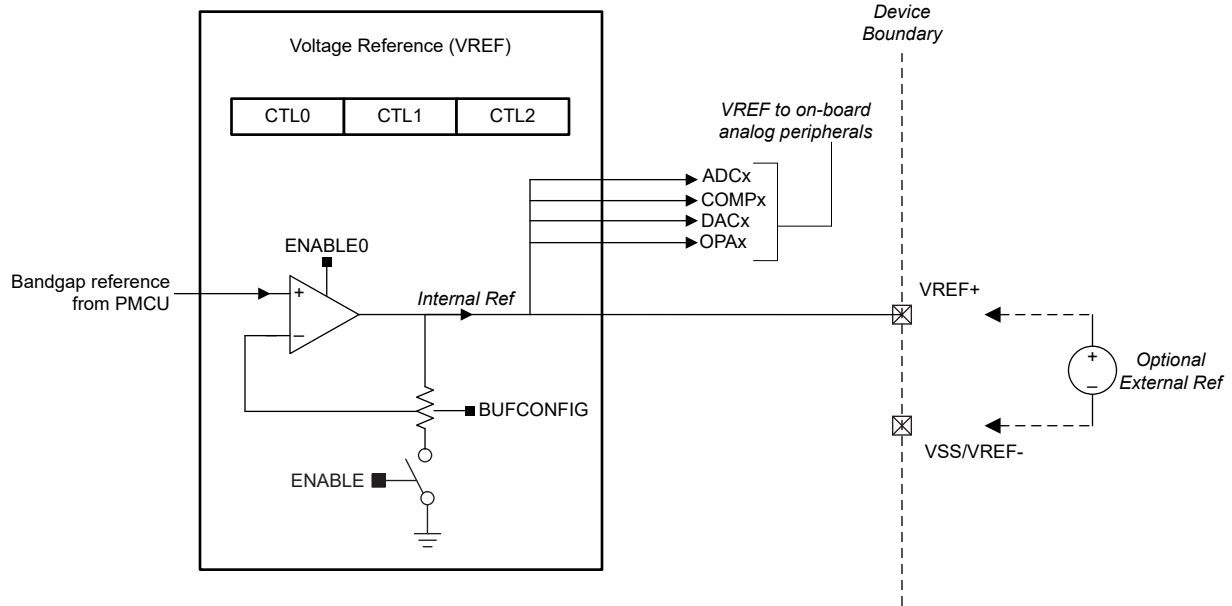 Device
Boundary
Voltage Reference (VREF)
CTL0
CTL1
CTL2
VREF to on-board
analog peripherals
ADCx
COMPx
DACx
OPAx
ENABLE0
Bandgap reference
from PMCU
+
–
Internal Ref
VREF+
+
–
Optional
External Ref
BUFCONFIG
VSS/VREF-
ENABLE